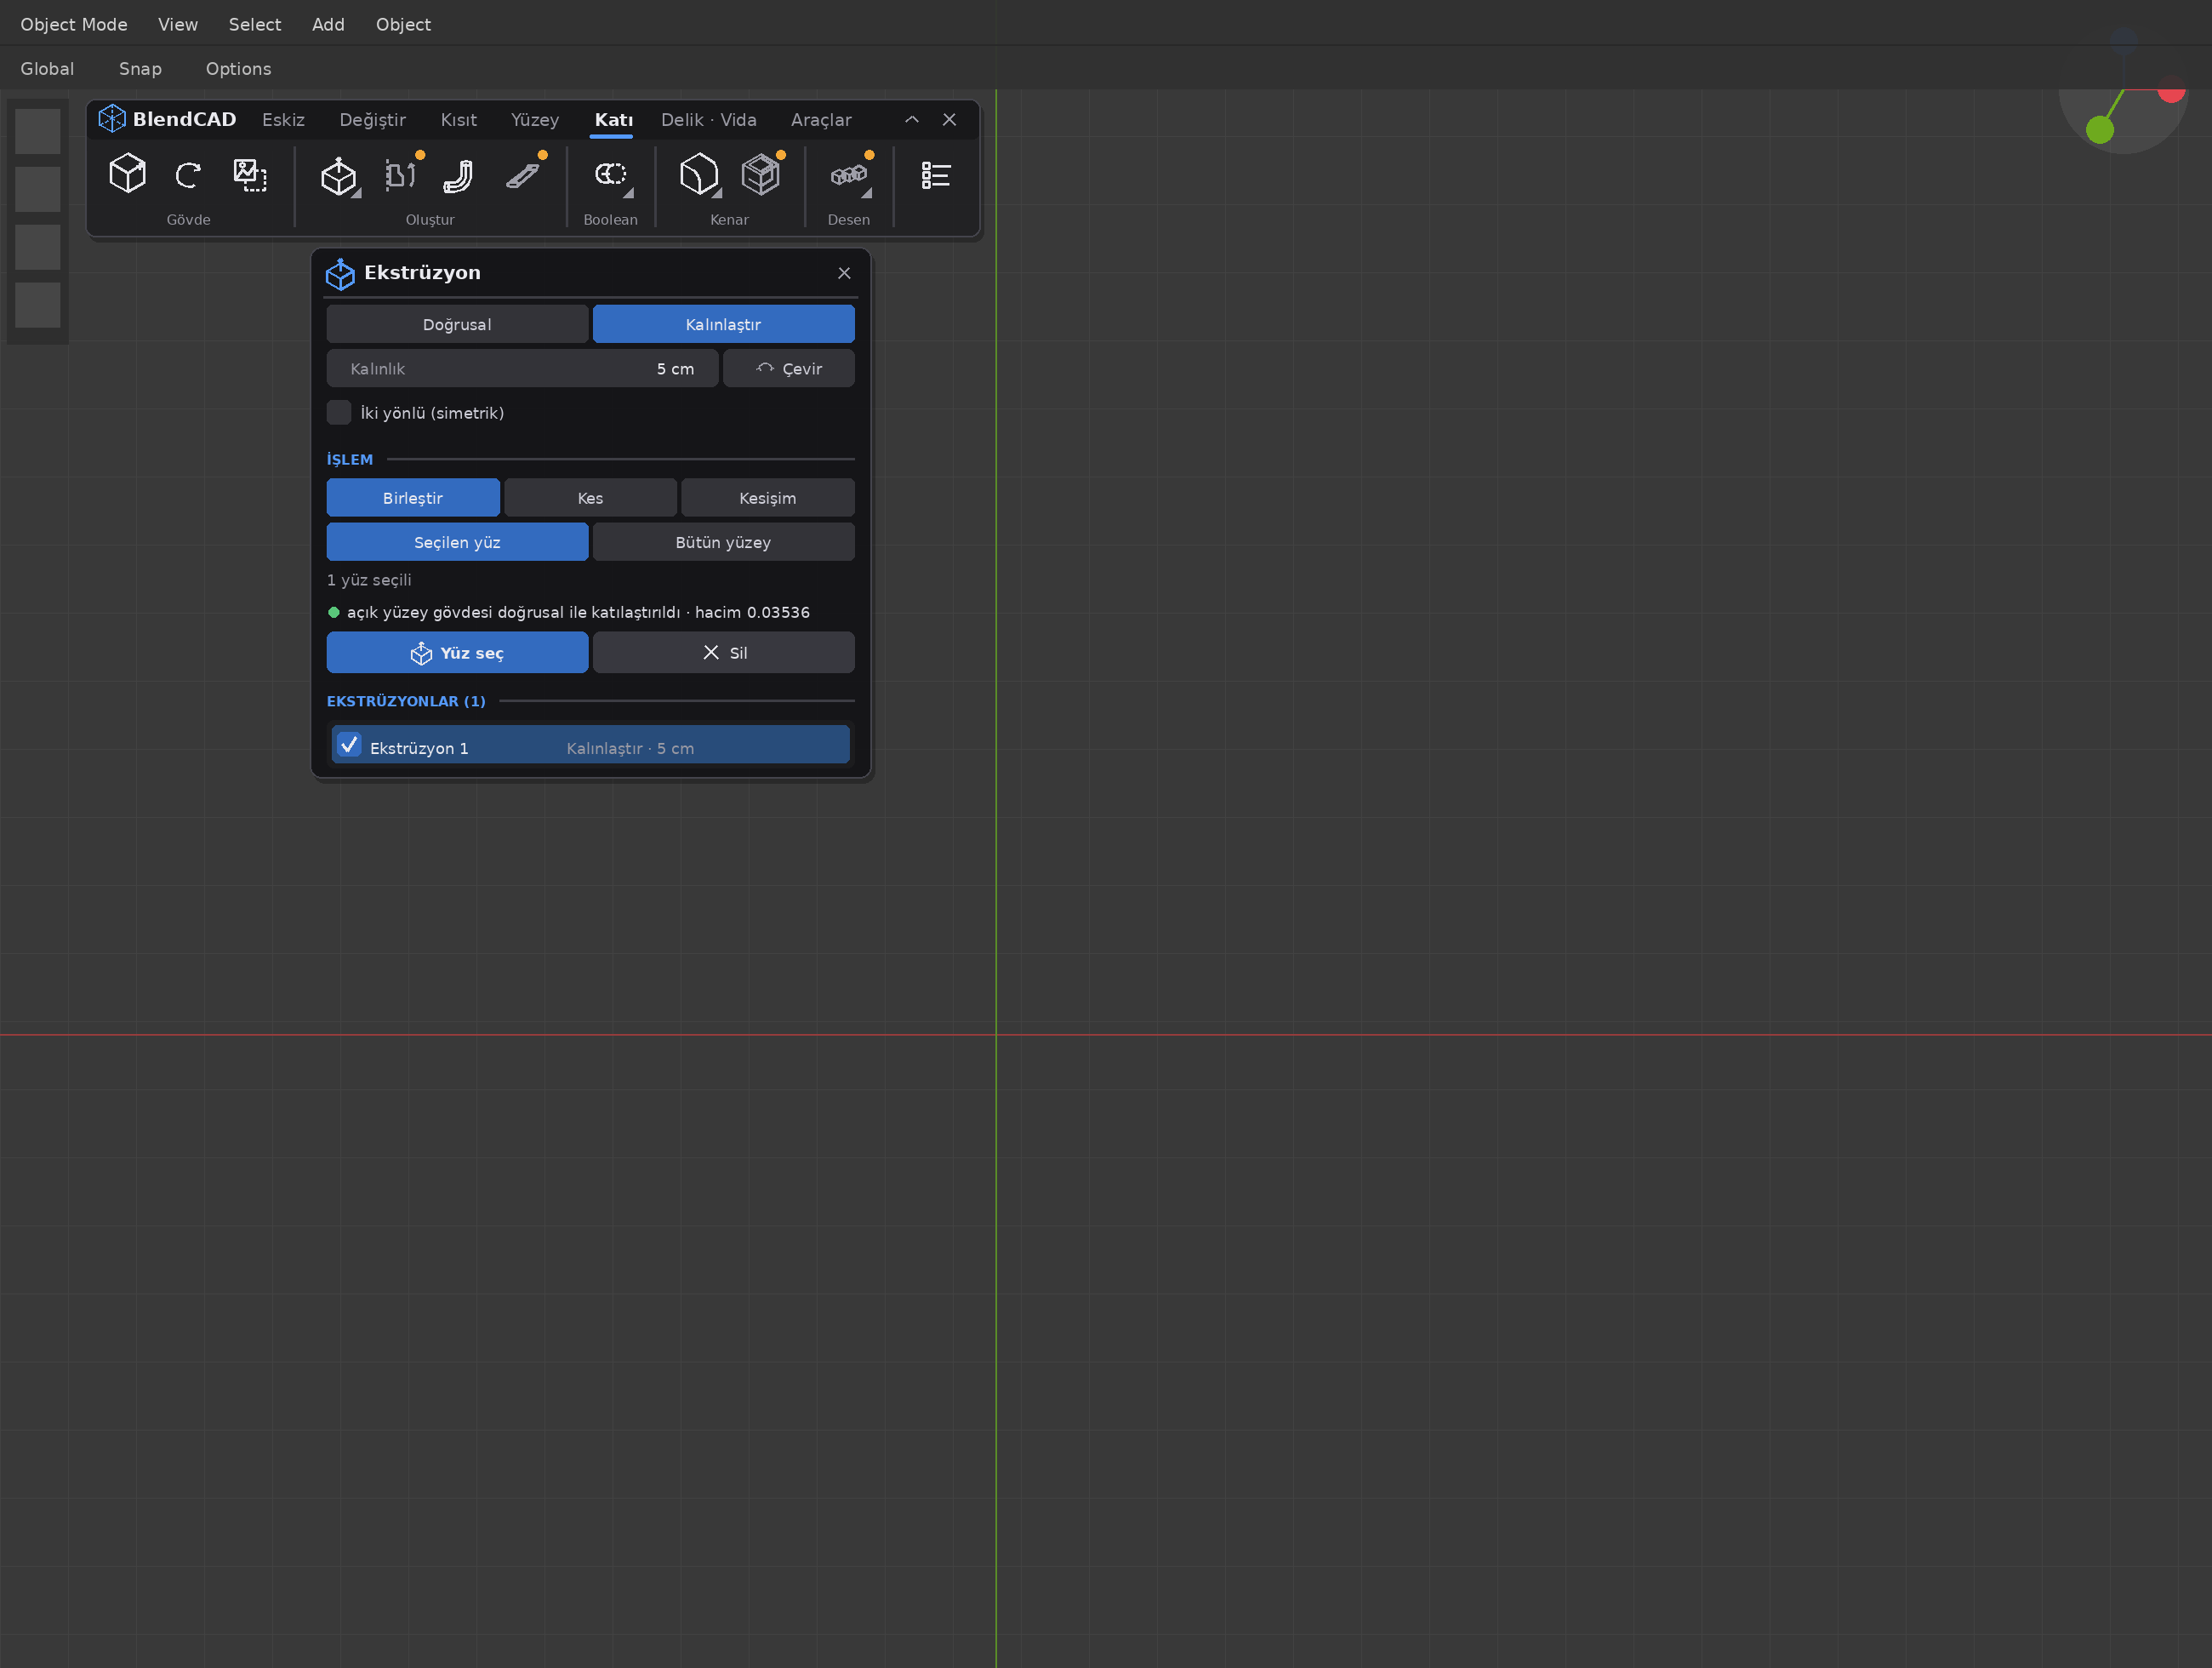 Object Mode View Select Add Object
Global Snap Options
BlendCAD Eskiz Değiştir Kısıt Yüzey Katı Delik · Vida Araçlar
Gövde Oluştur Boolean Kenar Desen
Ekstrüzyon
Doğrusal Kalınlaştır
Kalınlık 5 cm Çevir
İki yönlü (simetrik)
İŞLEM
Birleştir Kes Kesişim
Seçilen yüz Bütün yüzey
1 yüz seçili
açık yüzey gövdesi doğrusal ile katılaştırıldı · hacim 0.03536
Yüz seç Sil
EKSTRÜZYONLAR (1)
Ekstrüzyon 1 Kalınlaştır · 5 cm